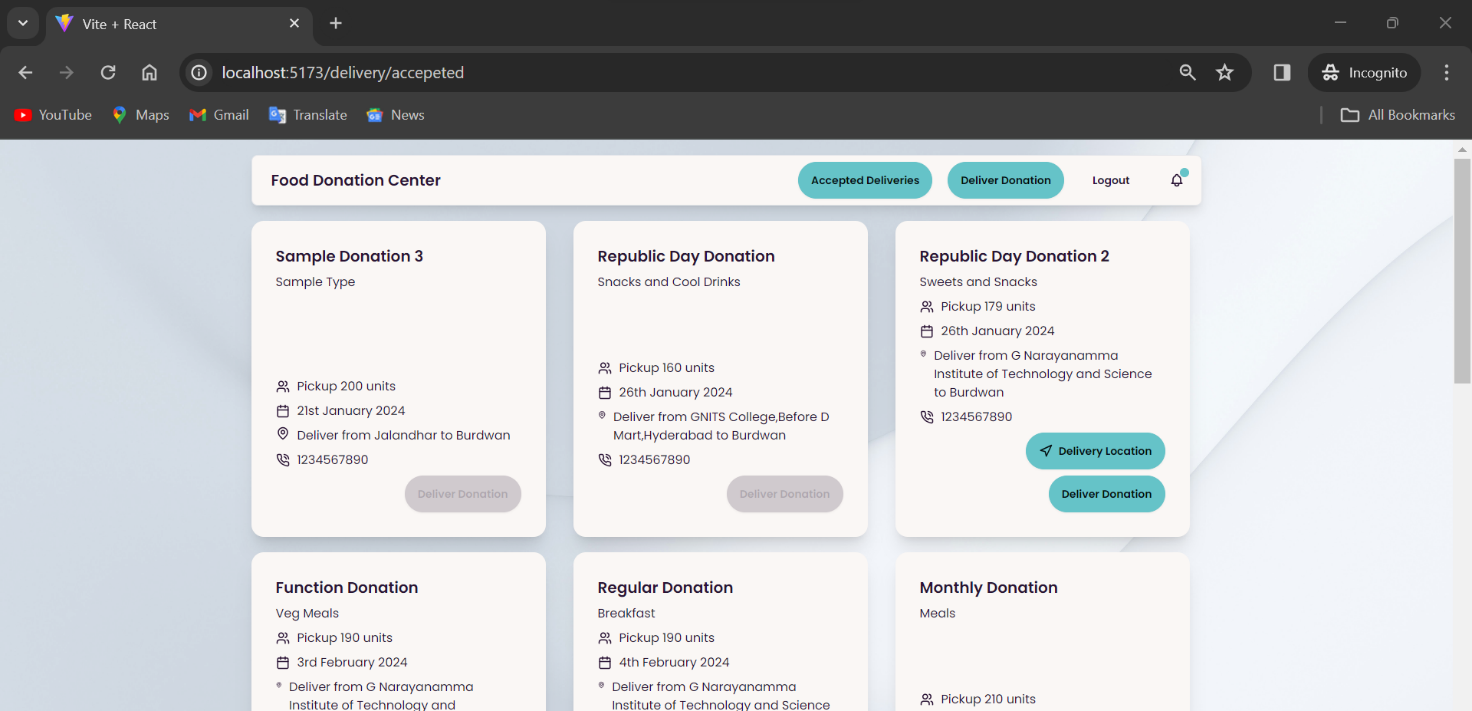 Vite + React
localhost:5173/delivery/accepeted
Incognito
YouTube
Maps
Gmail
Translate
News
All Bookmarks
Food Donation Center
Accepted Deliveries
Deliver Donation
Logout
Sample Donation 3
Sample Type
Pickup 200 units
21st January 2024
Deliver from Jalandhar to Burdwan
1234567890
Deliver Donation
Republic Day Donation
Snacks and Cool Drinks
Pickup 160 units
26th January 2024
Deliver from GNITS College,Before D
Mart,Hyderabad to Burdwan
1234567890
Deliver Donation
Republic Day Donation 2
Sweets and Snacks
Pickup 179 units
26th January 2024
Deliver from G Narayanamma
Institute of Technology and Science
to Burdwan
1234567890
Delivery Location
Deliver Donation
Function Donation
Veg Meals
Pickup 190 units
3rd February 2024
Deliver from G Narayanamma
Institute of Technology and
Regular Donation
Breakfast
Pickup 190 units
4th February 2024
Deliver from G Narayanamma
Institute of Technology and Science
Monthly Donation
Meals
Pickup 210 units